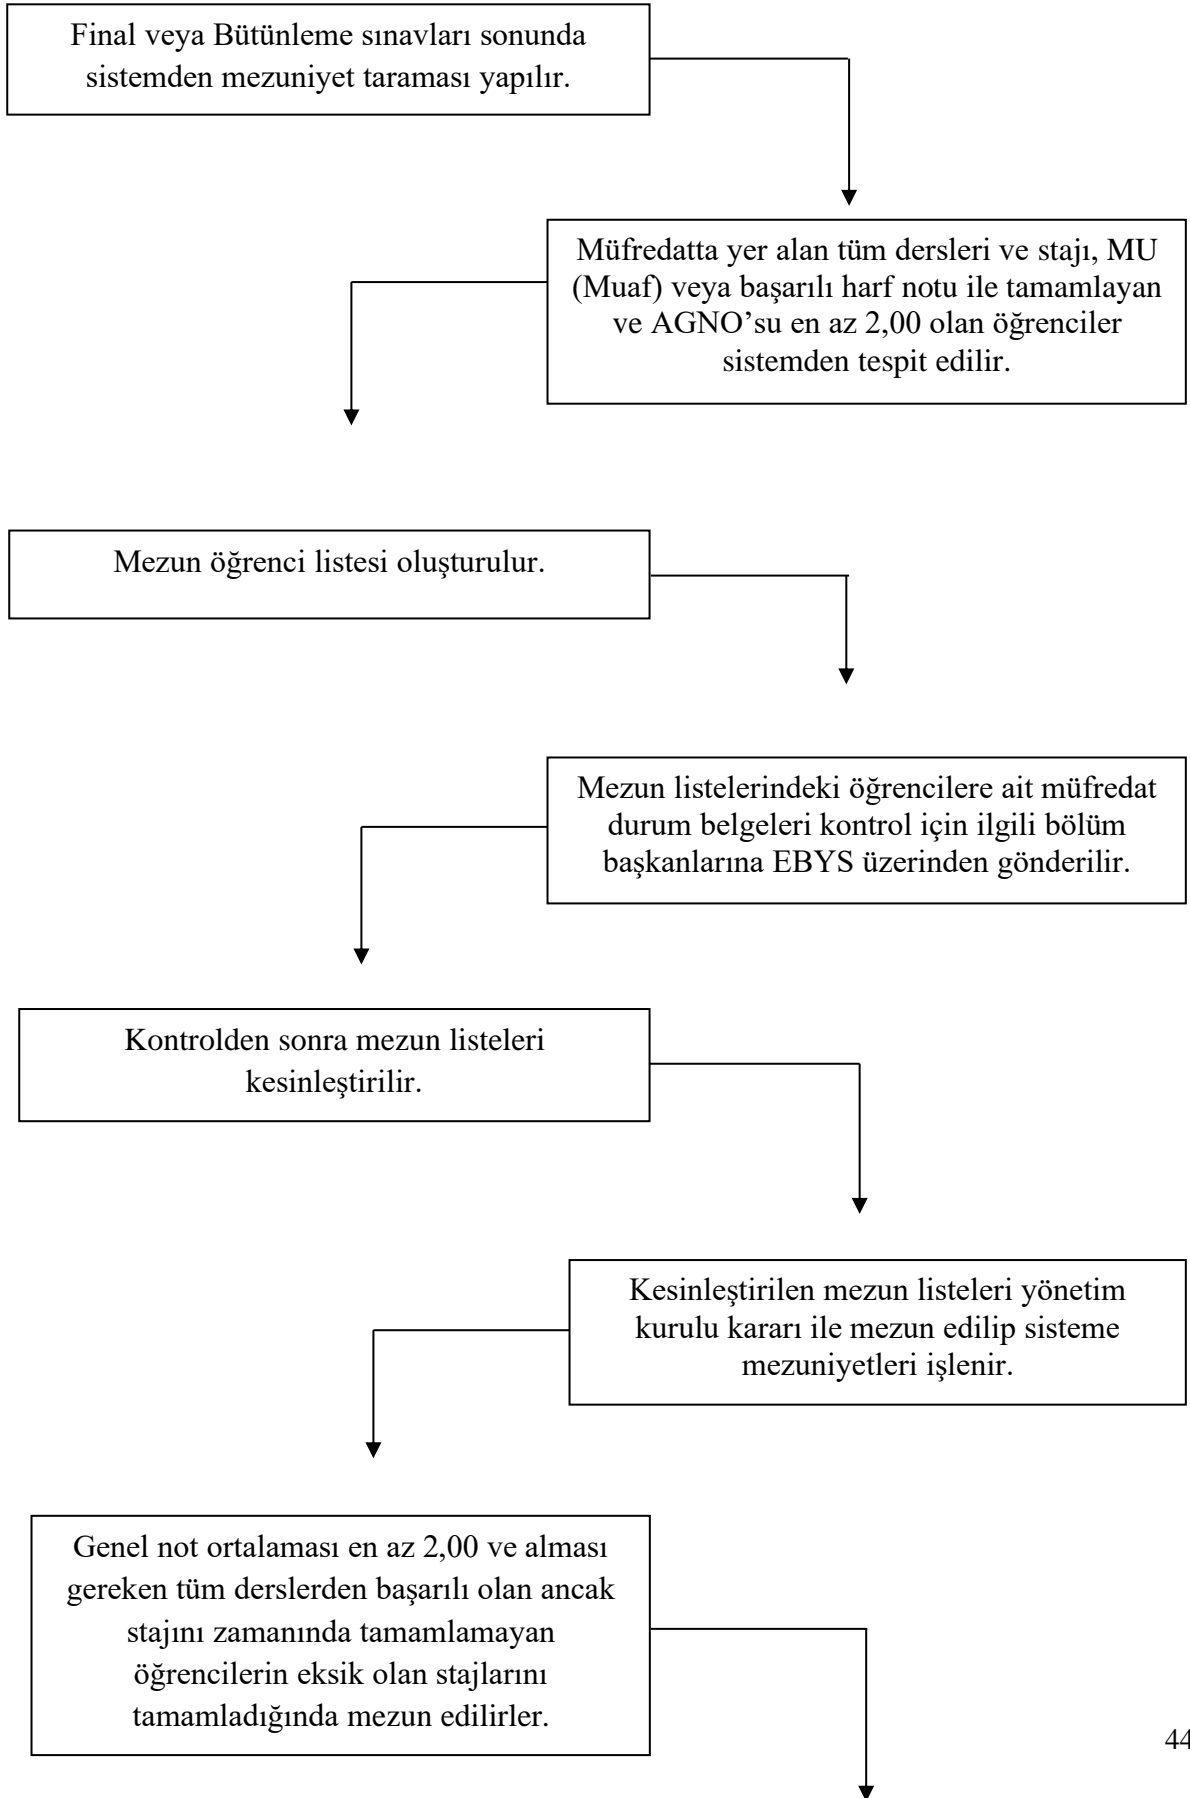 Final veya Bütünleme sınavları sonunda
sistemden mezuniyet taraması yapılır.
Müfredatta yer alan tüm dersleri ve stajı, MU
(Muaf) veya başarılı harf notu ile tamamlayan
ve AGNO’su en az 2,00 olan öğrenciler
sistemden tespit edilir.
Mezun öğrenci listesi oluşturulur.
Mezun listelerindeki öğrencilere ait müfredat
durum belgeleri kontrol için ilgili bölüm
başkanlarına EBYS üzerinden gönderilir.
Kontrolden sonra mezun listeleri
kesinleştirilir.
Kesinleştirilen mezun listeleri yönetim
kurulu kararı ile mezun edilip sisteme
mezuniyetleri işlenir.
Genel not ortalaması en az 2,00 ve alması
gereken tüm derslerden başarılı olan ancak
stajını zamanında tamamlamayan
öğrencilerin eksik olan stajlarını
tamamladığında mezun edilirler.
44